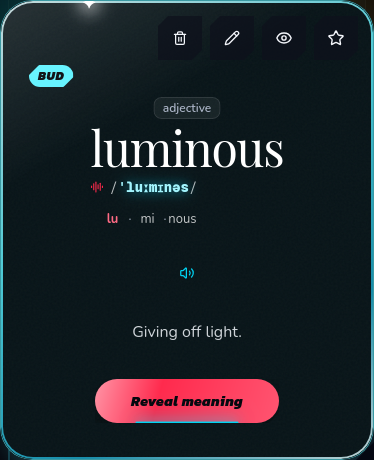 BUD
adjective
luminous
/ˈluːmɪnəs/
lu · mi · nous
Giving off light.
Reveal meaning